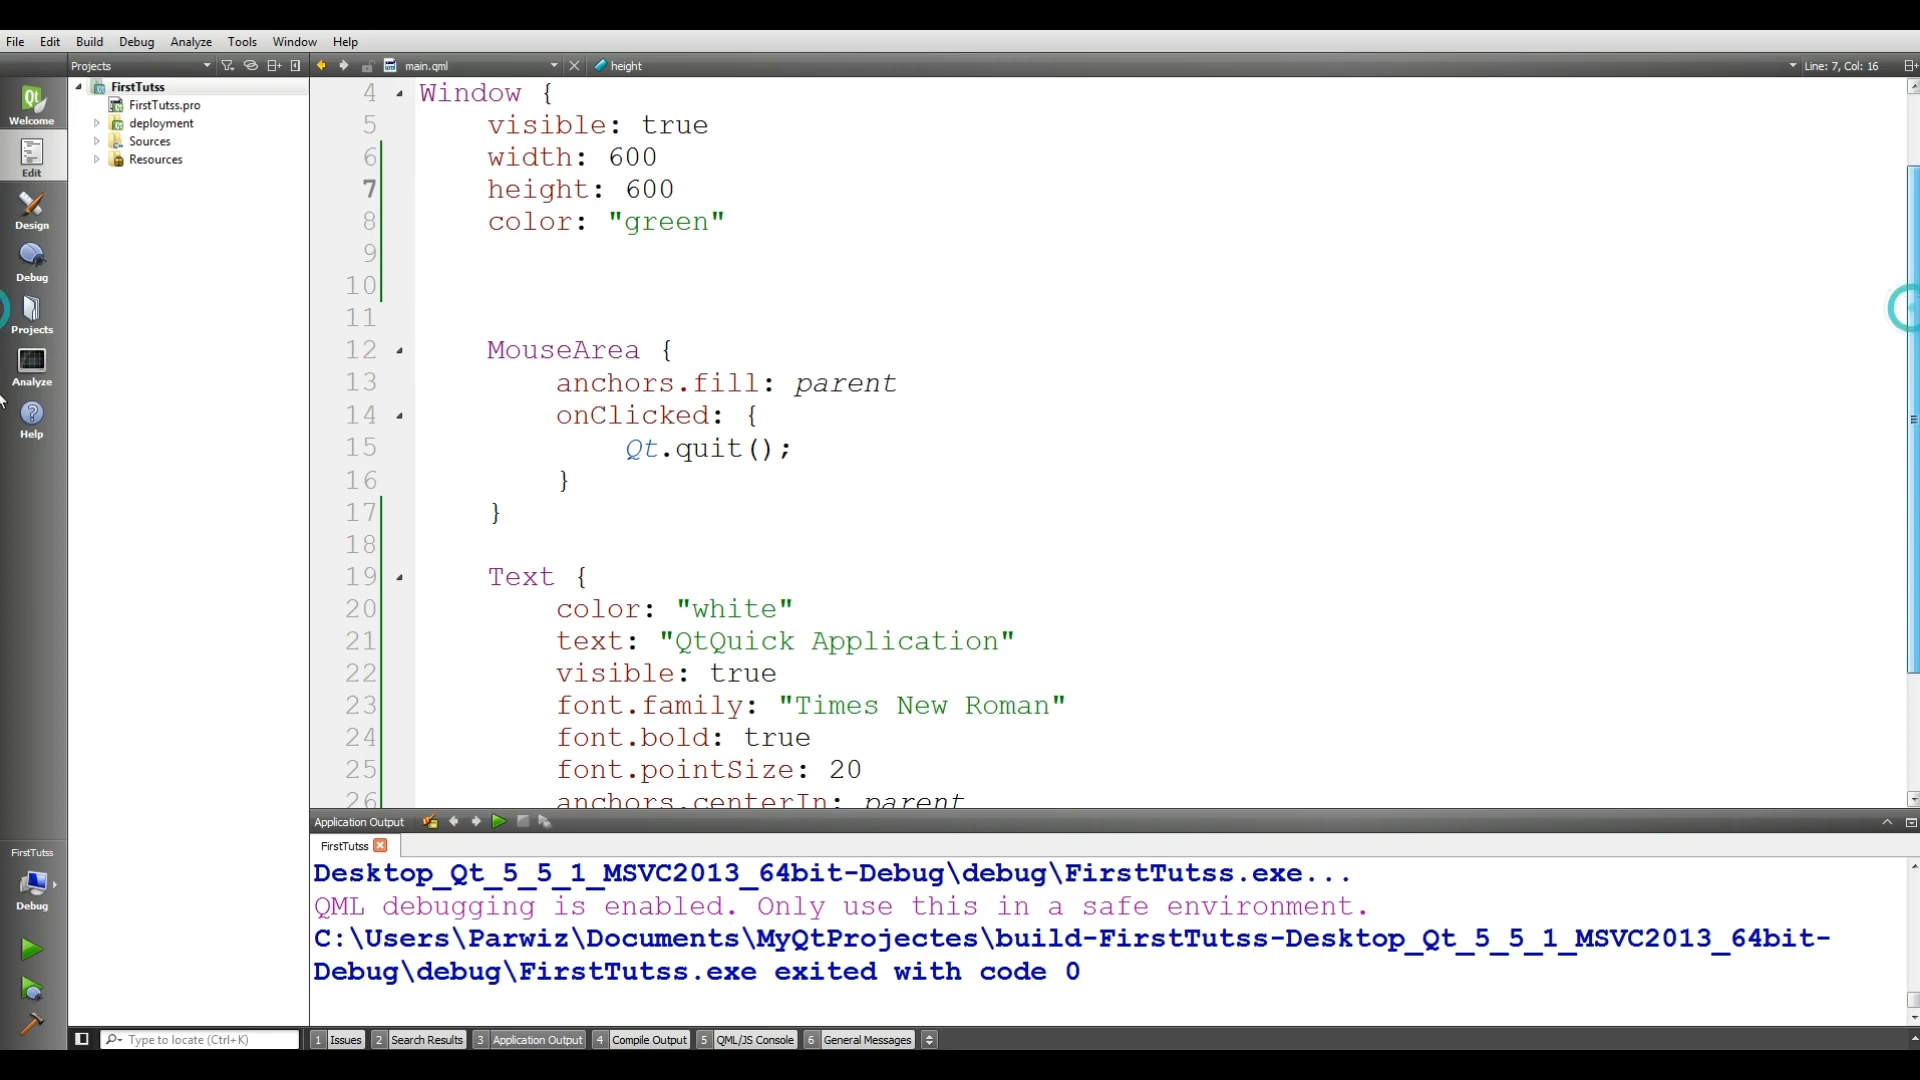 File Edit Build Debug Analyze Tools Window Help
Projects main.qml height Line: 7, Col: 16
Welcome
Edit
Design
Debug
Projects
Analyze
Help
FirstTutss
Debug
FirstTutss
FirstTutss.pro
deployment
Sources
Resources
4 Window {
5 visible: true
6 width: 600
7 height: 600
8 color: "green"
9
10
11
12 MouseArea {
13 anchors.fill: parent
14 onClicked: {
15 Qt.quit();
16 }
17 }
18
19 Text {
20 color: "white"
21 text: "QtQuick Application"
22 visible: true
23 font.family: "Times New Roman"
24 font.bold: true
25 font.pointSize: 20
26 anchors.centerIn: parent
Application Output
FirstTutss
Desktop_Qt_5_5_1_MSVC2013_64bit-Debug\debug\FirstTutss.exe...
QML debugging is enabled. Only use this in a safe environment.
C:\Users\Parwiz\Documents\MyQtProjectes\build-FirstTutss-Desktop_Qt_5_5_1_MSVC2013_64bit-
Debug\debug\FirstTutss.exe exited with code 0
Type to locate (Ctrl+K) 1 Issues 2 Search Results 3 Application Output 4 Compile Output 5 QML/JS Console 6 General Messages